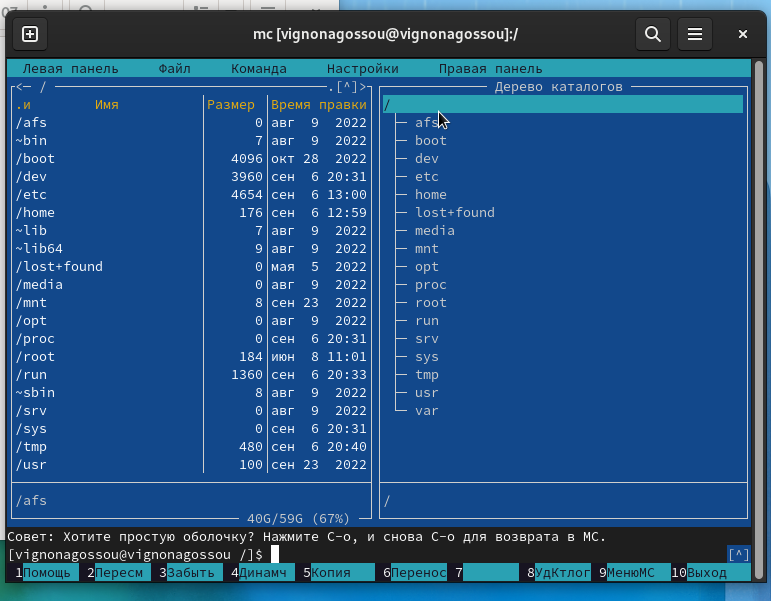 07
mc [vignonagossou@vignonagossou]:/
Левая панель Файл Команда Настройки Правая панель
<─ / .[^]> Дерево каталогов
.и Имя Размер Время правки /
/afs 0 авг 9 2022 afs
~bin 7 авг 9 2022 boot
/boot 4096 окт 28 2022 dev
/dev 3960 сен 6 20:31 etc
/etc 4654 сен 6 13:00 home
/home 176 сен 6 12:59 lost+found
~lib 7 авг 9 2022 media
~lib64 9 авг 9 2022 mnt
/lost+found 0 мая 5 2022 opt
/media 0 авг 9 2022 proc
/mnt 8 сен 23 2022 root
/opt 0 авг 9 2022 run
/proc 0 сен 6 20:31 srv
/root 184 июн 8 11:01 sys
/run 1360 сен 6 20:33 tmp
~sbin 8 авг 9 2022 usr
/srv 0 авг 9 2022 var
/sys 0 сен 6 20:31
/tmp 480 сен 6 20:40
/usr 100 сен 23 2022
/afs /
40G/59G (67%)
Совет: Хотите простую оболочку? Нажмите C-o, и снова C-o для возврата в MC.
[vignonagossou@vignonagossou /]$ [^]
1Помощь 2Пересм 3Забыть 4Динамч 5Копия 6Перенос 7 8УдКтлог 9МенюMC 10Выход